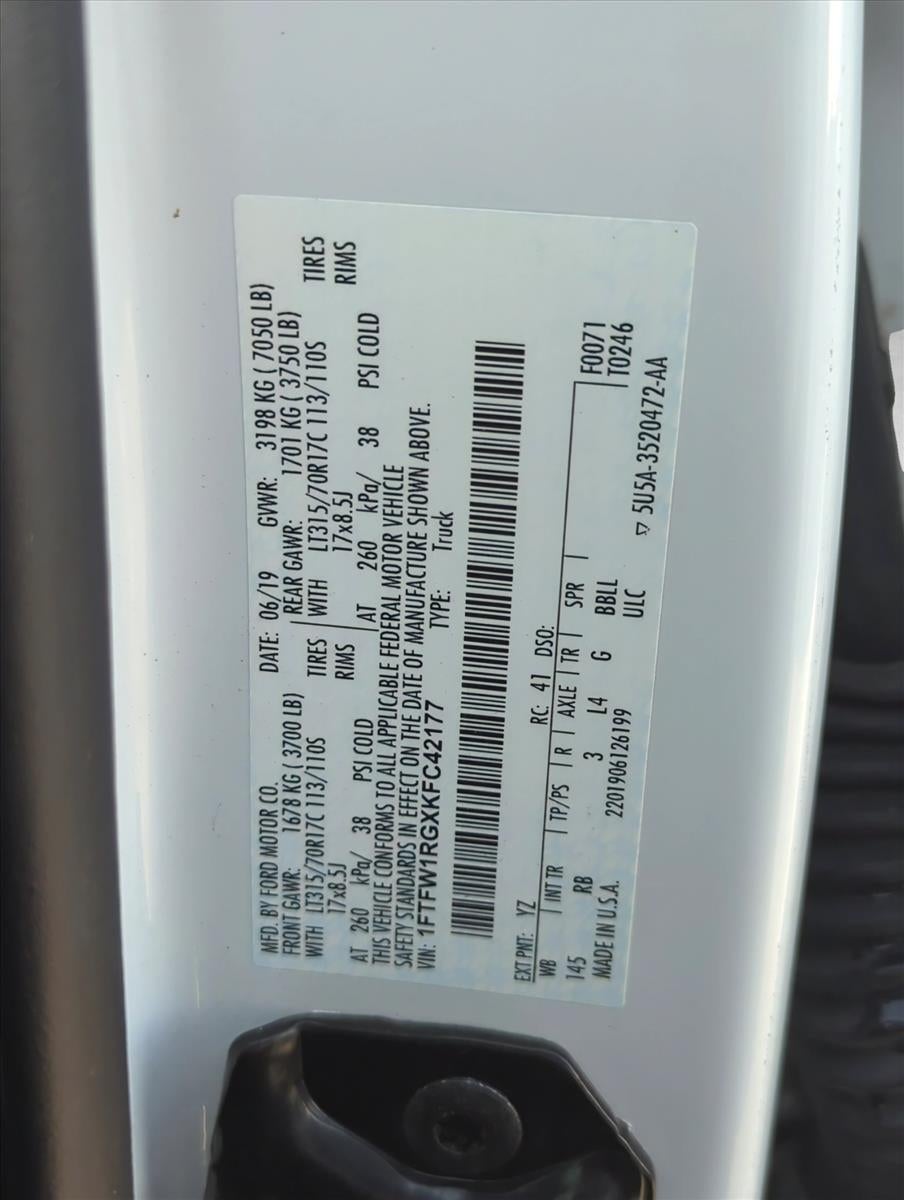 MFD. BY FORD MOTOR CO. DATE: 06/19 GVWR: 3198 KG ( 7050 LB)
FRONT GAWR: 1678 KG ( 3700 LB) REAR GAWR: 1701 KG ( 3750 LB)
WITH LT315/70R17C 113/110S TIRES WITH LT315/70R17C 113/110S TIRES
17x8.5J RIMS 17x8.5J RIMS
AT 260 kPa/ 38 PSI COLD AT 260 kPa/ 38 PSI COLD
THIS VEHICLE CONFORMS TO ALL APPLICABLE FEDERAL MOTOR VEHICLE
SAFETY STANDARDS IN EFFECT ON THE DATE OF MANUFACTURE SHOWN ABOVE.
VIN: 1FTFW1RGXKFC42177 TYPE: Truck
EXT PNT: YZ RC: 41 DSO:
WB INT TR TP/PS R AXLE TR SPR F0071
145 RB 3 L4 G BBLL T0246
MADE IN U.S.A. 2201906126199 ULC ▽ 5U5A-3520472-AA